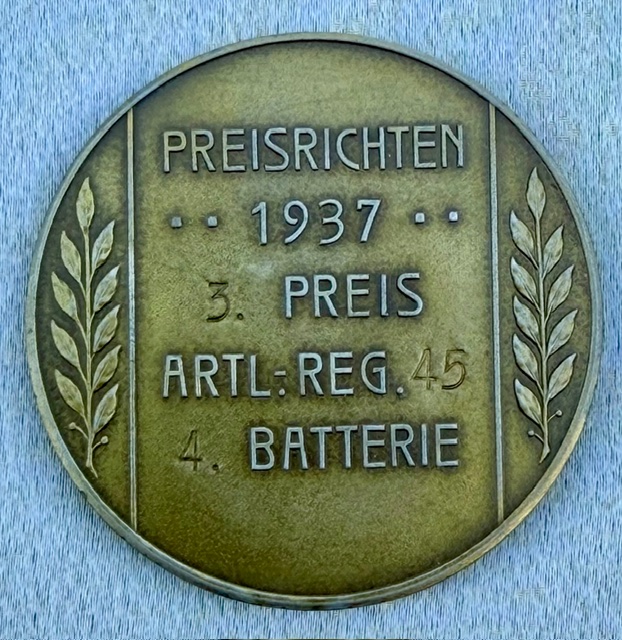 PREISRICHTEN
·· 1937 ··
3. PREIS
ARTL.-REG. 45
4. BATTERIE